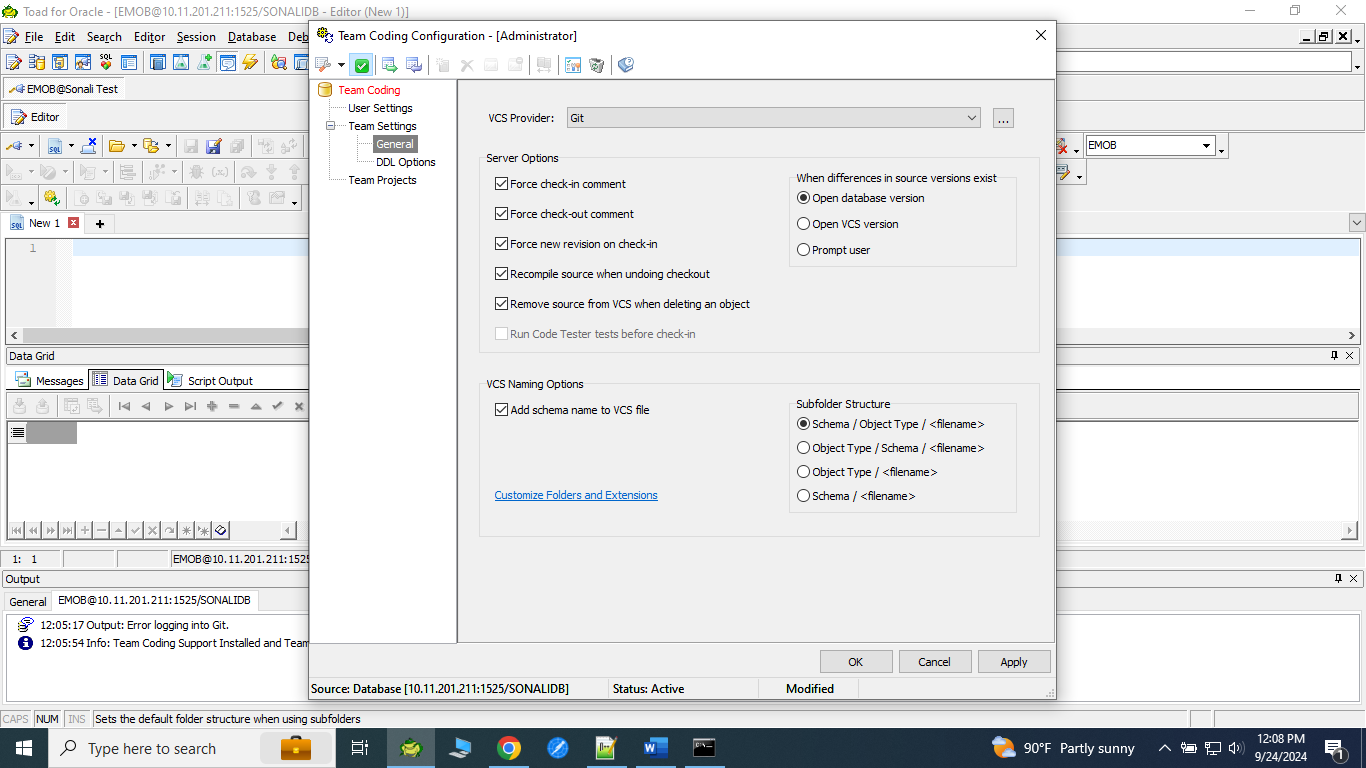 Toad for Oracle - [EMOB@10.11.201.211:1525/SONALIDB - Editor (New 1)]
File Edit Search Editor Session Database Deb
EMOB@Sonali Test
Editor
SQL
EMOB
New 1
1
Data Grid
Messages Data Grid Script Output
1: 1
EMOB@10.11.201.211:1525
Output
General EMOB@10.11.201.211:1525/SONALIDB
12:05:17 Output: Error logging into Git.
12:05:54 Info: Team Coding Support Installed and Team
CAPS NUM INS Sets the default folder structure when using subfolders
Team Coding Configuration - [Administrator]
Team Coding
User Settings
Team Settings
General
DDL Options
Team Projects
VCS Provider: Git ...
Server Options
Force check-in comment
Force check-out comment
Force new revision on check-in
Recompile source when undoing checkout
Remove source from VCS when deleting an object
Run Code Tester tests before check-in
When differences in source versions exist
Open database version
Open VCS version
Prompt user
VCS Naming Options
Add schema name to VCS file
Customize Folders and Extensions
Subfolder Structure
Schema / Object Type / <filename>
Object Type / Schema / <filename>
Object Type / <filename>
Schema / <filename>
OK Cancel Apply
Source: Database [10.11.201.211:1525/SONALIDB] Status: Active Modified
Type here to search
90°F Partly sunny
12:08 PM
9/24/2024
1